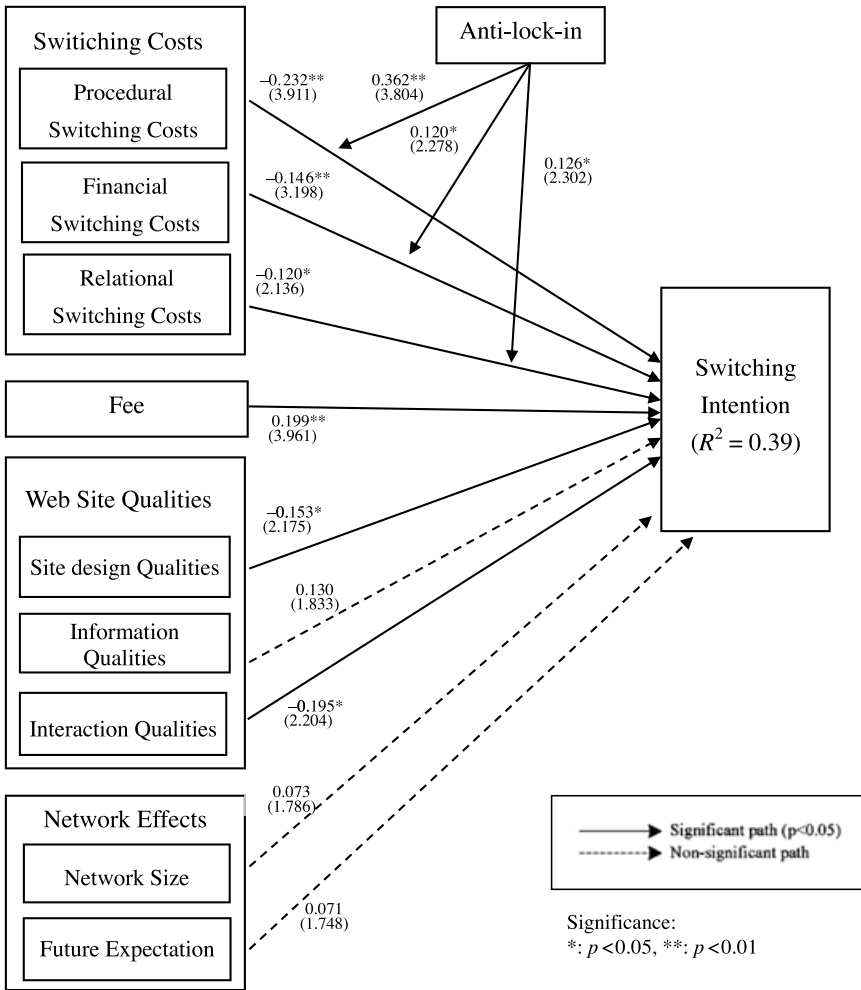 Switiching Costs
Procedural
Switching Costs
Financial
Switching Costs
Relational
Switching Costs
Anti-lock-in
−0.232**
(3.911)
0.362**
(3.804)
0.120*
(2.278)
0.126*
(2.302)
−0.146**
(3.198)
−0.120*
(2.136)
Fee
0.199**
(3.961)
Switching
Intention
(R² = 0.39)
Web Site Qualities
Site design Qualities
Information
Qualities
Interaction Qualities
−0.153*
(2.175)
0.130
(1.833)
−0.195*
(2.204)
Network Effects
Network Size
Future Expectation
0.073
(1.786)
0.071
(1.748)
Significant path (p<0.05)
Non-significant path
Significance:
*: p<0.05, **: p<0.01